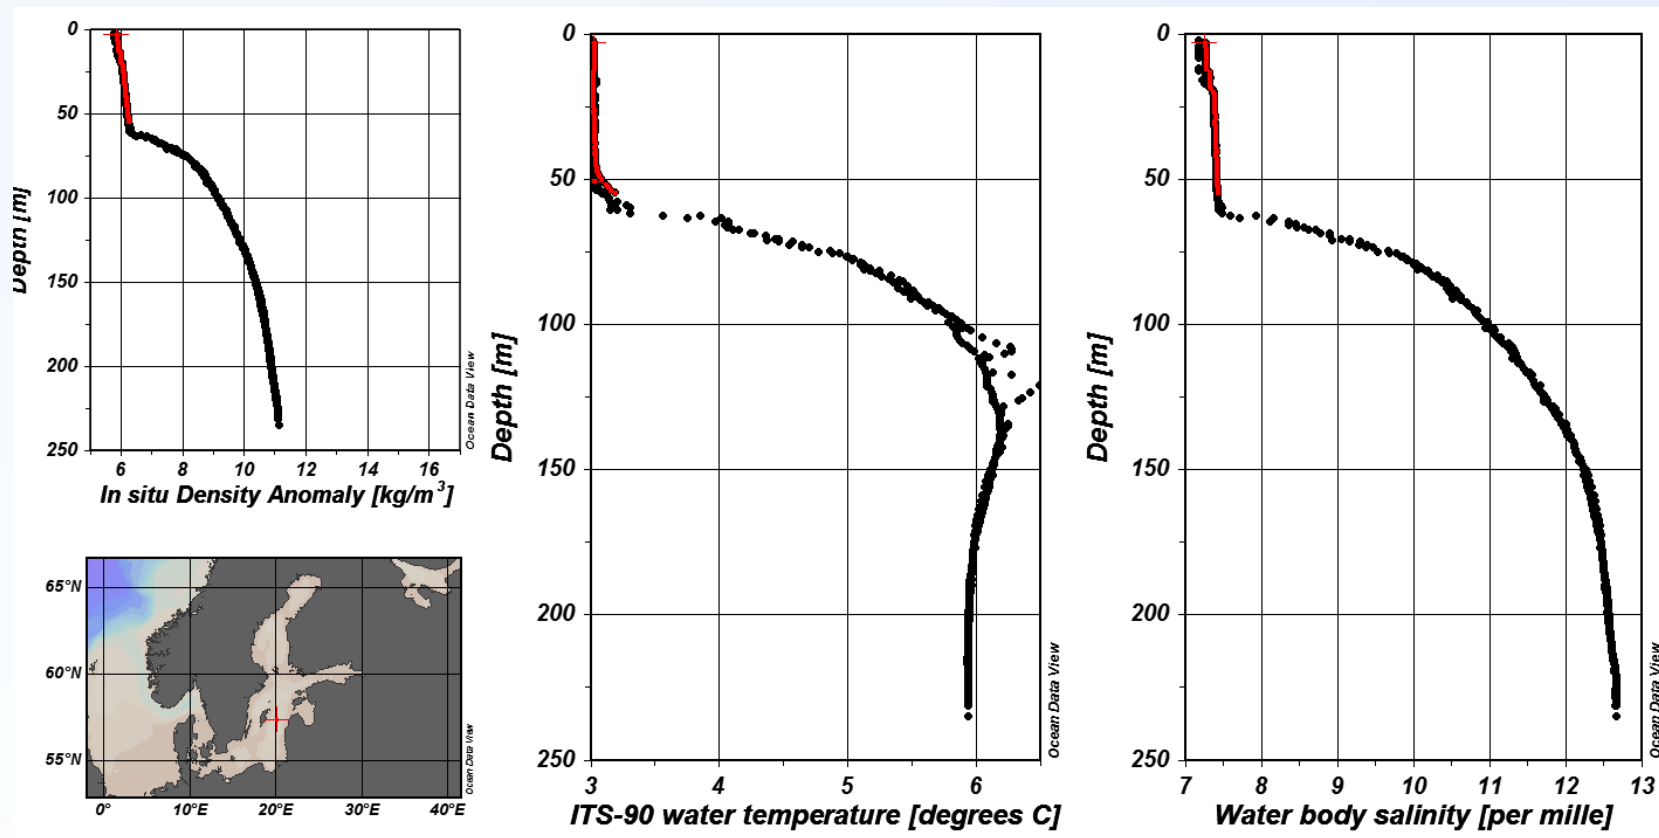 0
50
100
150
200
250
Depth [m]
6 8 10 12 14 16
In situ Density Anomaly [kg/m³]
Ocean Data View
65°N
60°N
55°N
0° 10°E 20°E 30°E 40°E
Ocean Data View
0
50
100
150
200
250
Depth [m]
3 4 5 6
ITS-90 water temperature [degrees C]
Ocean Data View
0
50
100
150
200
250
Depth [m]
7 8 9 10 11 12 13
Water body salinity [per mille]
Ocean Data View